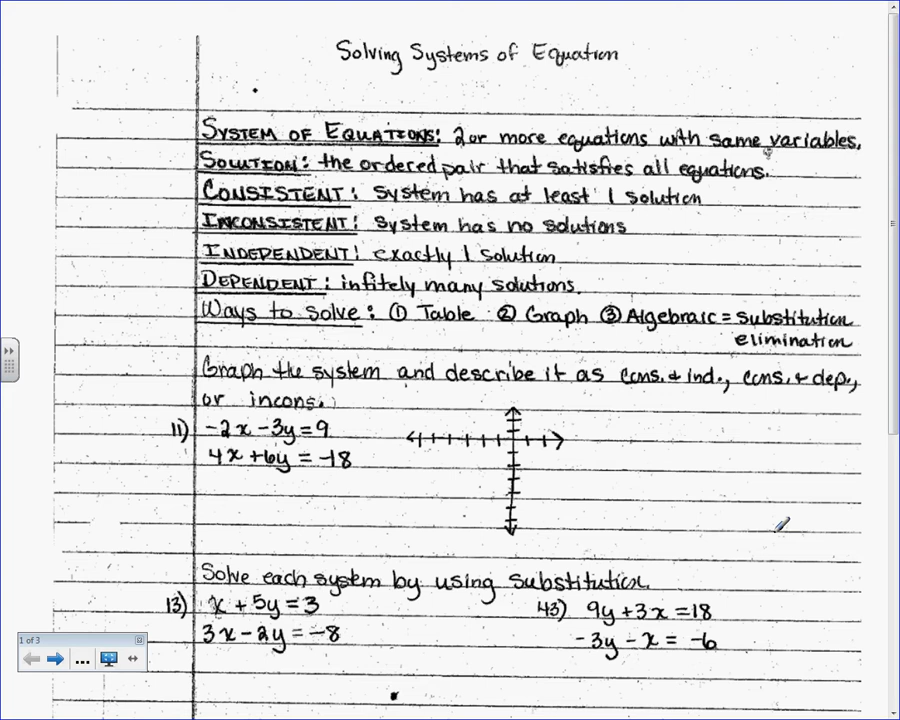 Solving Systems of Equation
SYSTEM OF EQUATIONS: 2 or more equations with same variables.
SOLUTION: the ordered pair that satisfies all equations.
CONSISTENT: system has at least 1 solution
INCONSISTENT: system has no solutions
INDEPENDENT: exactly 1 solution
DEPENDENT: infitely many solutions.
Ways to solve: ① Table ② Graph ③ Algebraic = substitution
elimination
Graph the system and describe it as cons. & ind., cons. & dep.,
or incons.
11) -2x - 3y = 9
4x + 6y = -18
Solve each system by using substitution.
13) x + 5y = 3
3x - 2y = -8
43) 9y + 3x = 18
-3y - x = -6
1 of 3